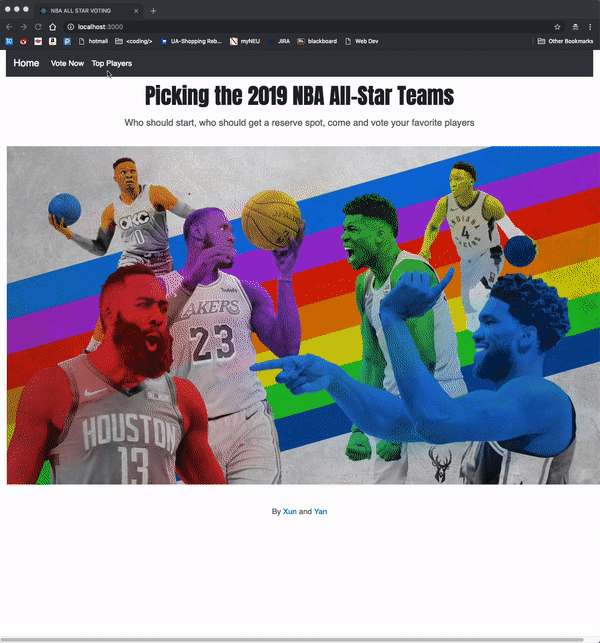 NBA ALL STAR VOTING
localhost:3000
hotmail <coding/> UA-Shopping Reb... myNEU JIRA blackboard Web Dev Other Bookmarks
Home Vote Now Top Players
Picking the 2019 NBA All-Star Teams
Who should start, who should get a reserve spot, come and vote your favorite players
OKC
0
INDIANA
4
PACERS
LAKERS
23
HOUSTON
13
By Xun and Yan